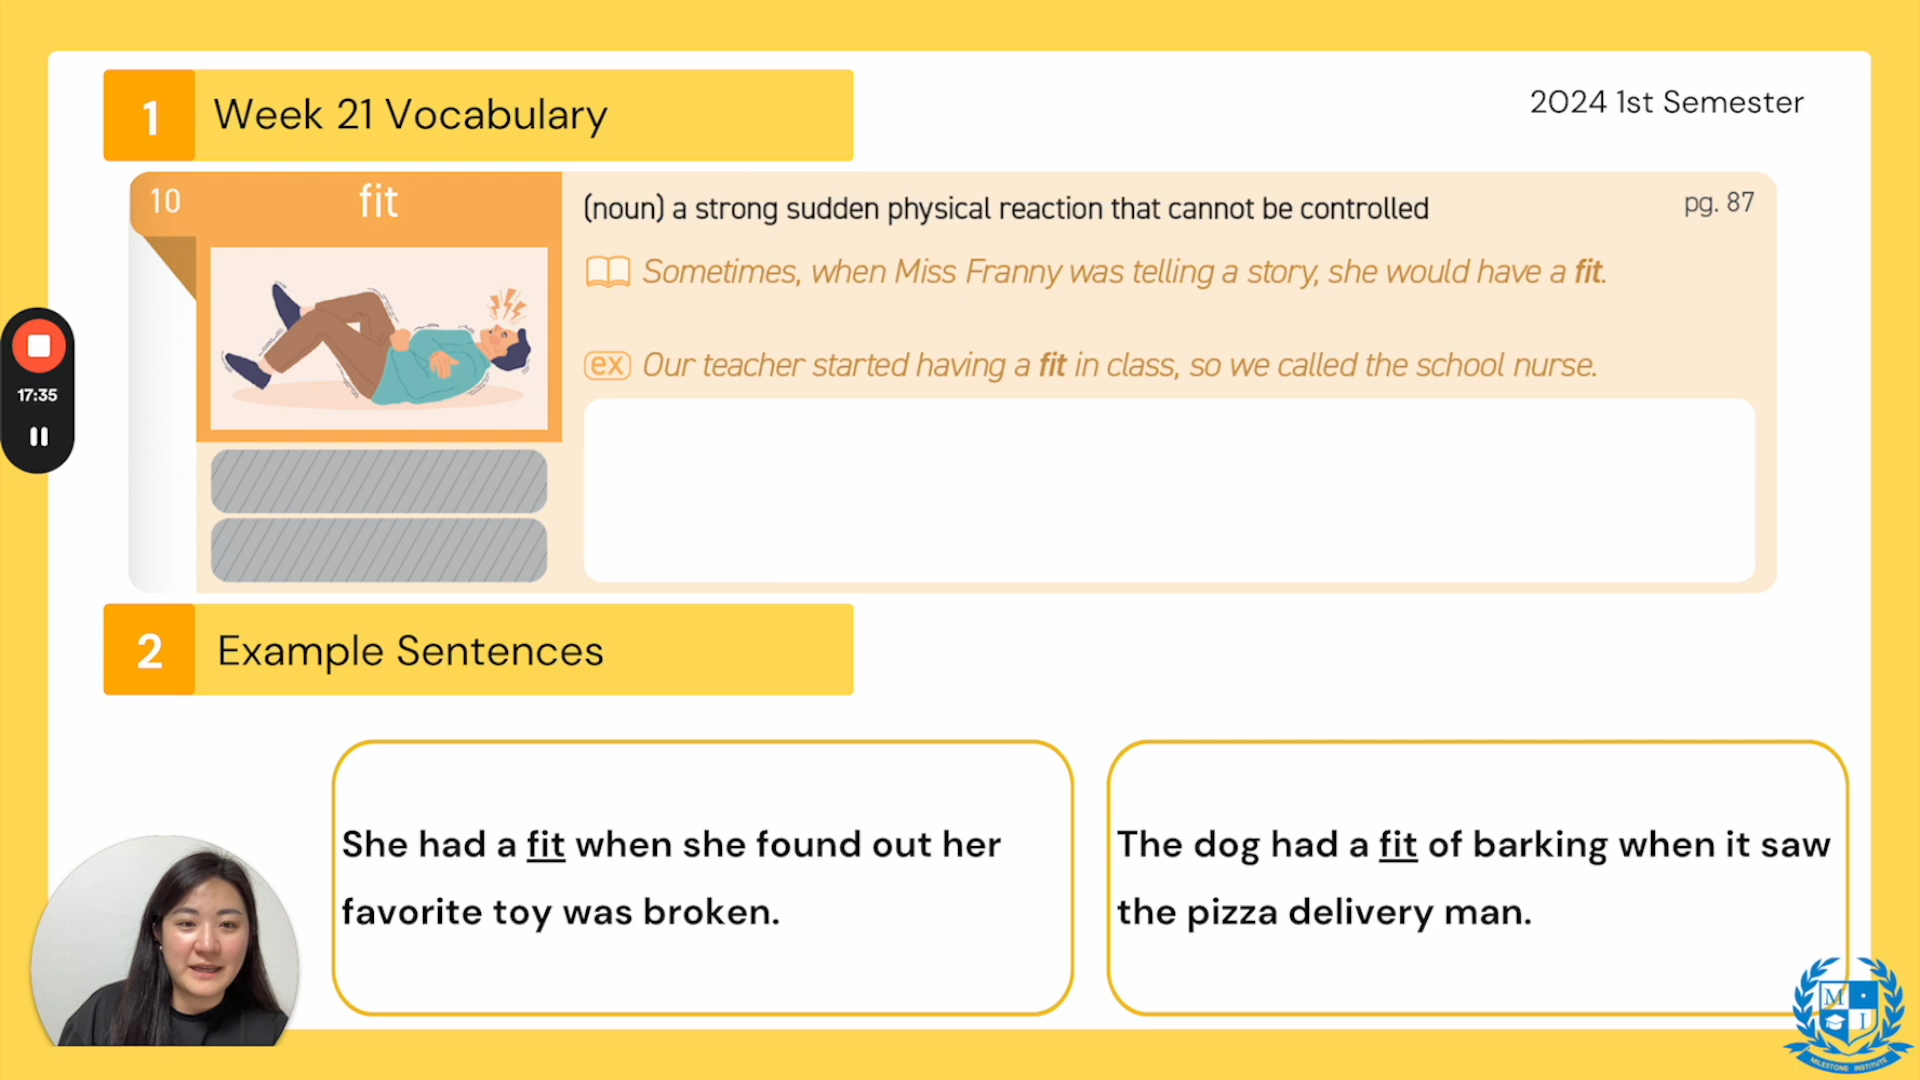 1 Week 21 Vocabulary
2024 1st Semester
10 fit
(noun) a strong sudden physical reaction that cannot be controlled
pg. 87
Sometimes, when Miss Franny was telling a story, she would have a fit.
ex Our teacher started having a fit in class, so we called the school nurse.
17:35
2 Example Sentences
She had a fit when she found out her
favorite toy was broken.
The dog had a fit of barking when it saw
the pizza delivery man.
M
I
MILESTONE INSTITUTE